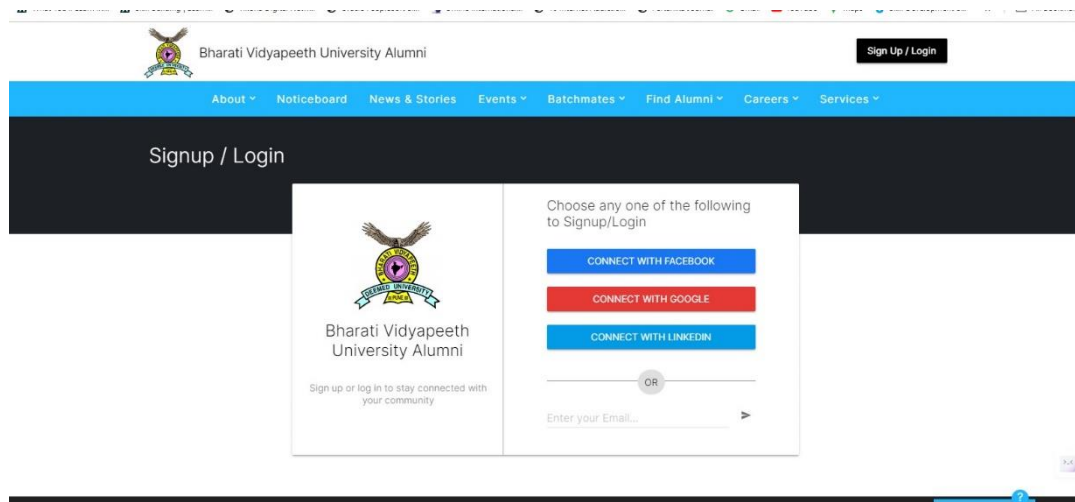 Bharati Vidyapeeth University Alumni
Sign Up / Login
About Noticeboard News & Stories Events Batchmates Find Alumni Careers Services
Signup / Login
BHARATI VIDYAPEETH
DEEMED UNIVERSITY
Bharati Vidyapeeth
University Alumni
Sign up or log in to stay connected with
your community
Choose any one of the following
to Signup/Login
CONNECT WITH FACEBOOK
CONNECT WITH GOOGLE
CONNECT WITH LINKEDIN
OR
Enter your Email...
?